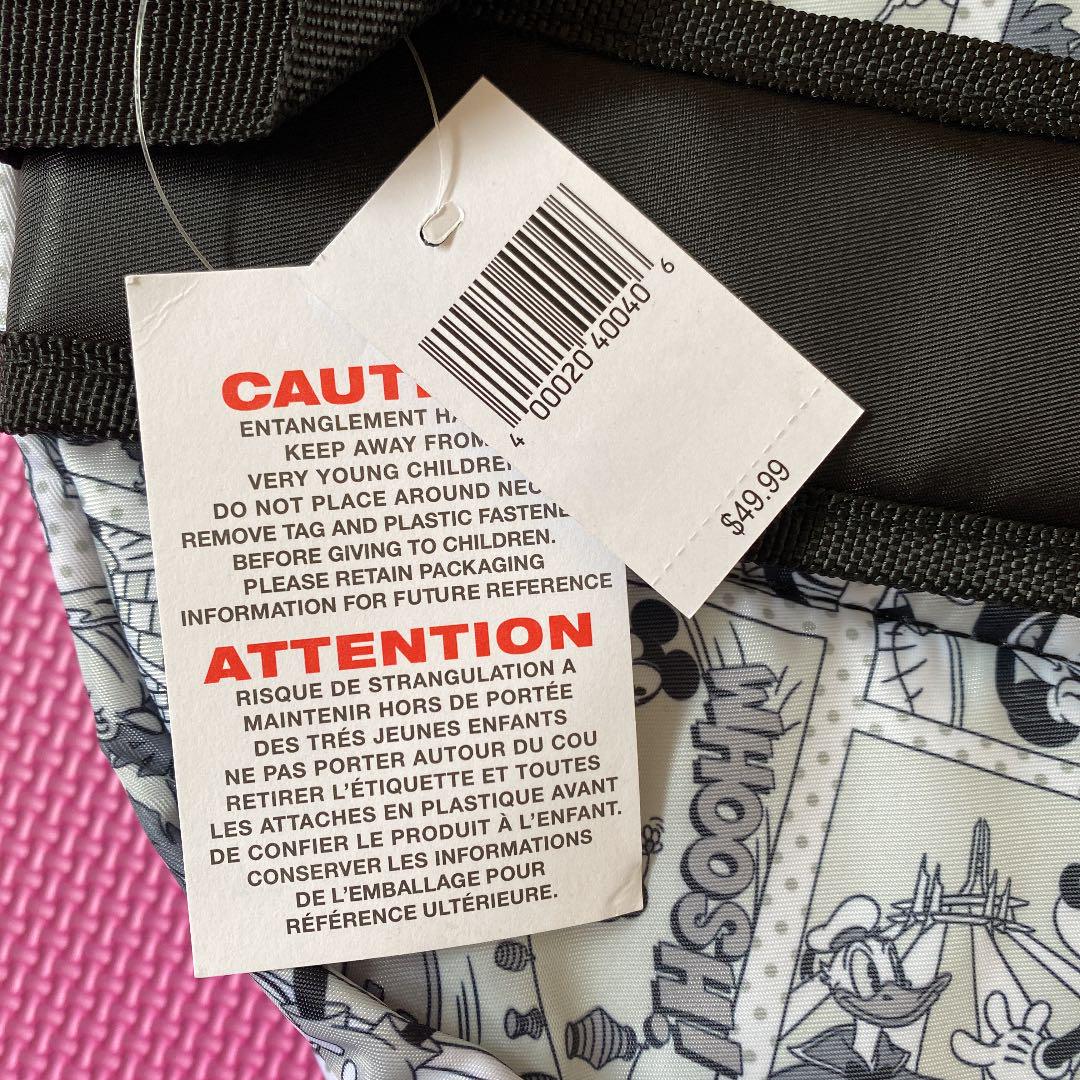 4 00020 40040 6
$49.99
CAUT
ENTANGLEMENT
KEEP AWAY FROM
VERY YOUNG CHILDREN
DO NOT PLACE AROUND NEC
REMOVE TAG AND PLASTIC FASTENE
BEFORE GIVING TO CHILDREN.
PLEASE RETAIN PACKAGING
INFORMATION FOR FUTURE REFERENCE
ATTENTION
RISQUE DE STRANGULATION A
MAINTENIR HORS DE PORTÉE
DES TRÉS JEUNES ENFANTS
NE PAS PORTER AUTOUR DU COU
RETIRER L'ÉTIQUETTE ET TOUTES
LES ATTACHES EN PLASTIQUE AVANT
DE CONFIER LE PRODUIT À L'ENFANT.
CONSERVER LES INFORMATIONS
DE L'EMBALLAGE POUR
RÉFÉRENCE ULTÉRIEURE.
WHOOSH!